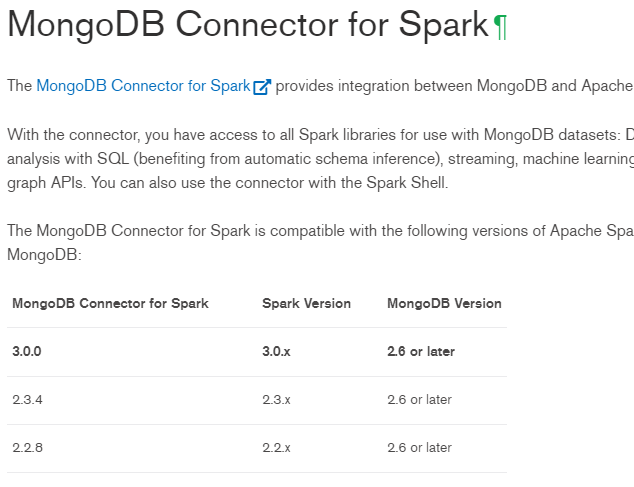 MongoDB Connector for Spark¶
The MongoDB Connector for Spark provides integration between MongoDB and Apache
With the connector, you have access to all Spark libraries for use with MongoDB datasets: D
analysis with SQL (benefiting from automatic schema inference), streaming, machine learning
graph APIs. You can also use the connector with the Spark Shell.
The MongoDB Connector for Spark is compatible with the following versions of Apache Spa
MongoDB:
MongoDB Connector for Spark Spark Version MongoDB Version
3.0.0 3.0.x 2.6 or later
2.3.4 2.3.x 2.6 or later
2.2.8 2.2.x 2.6 or later